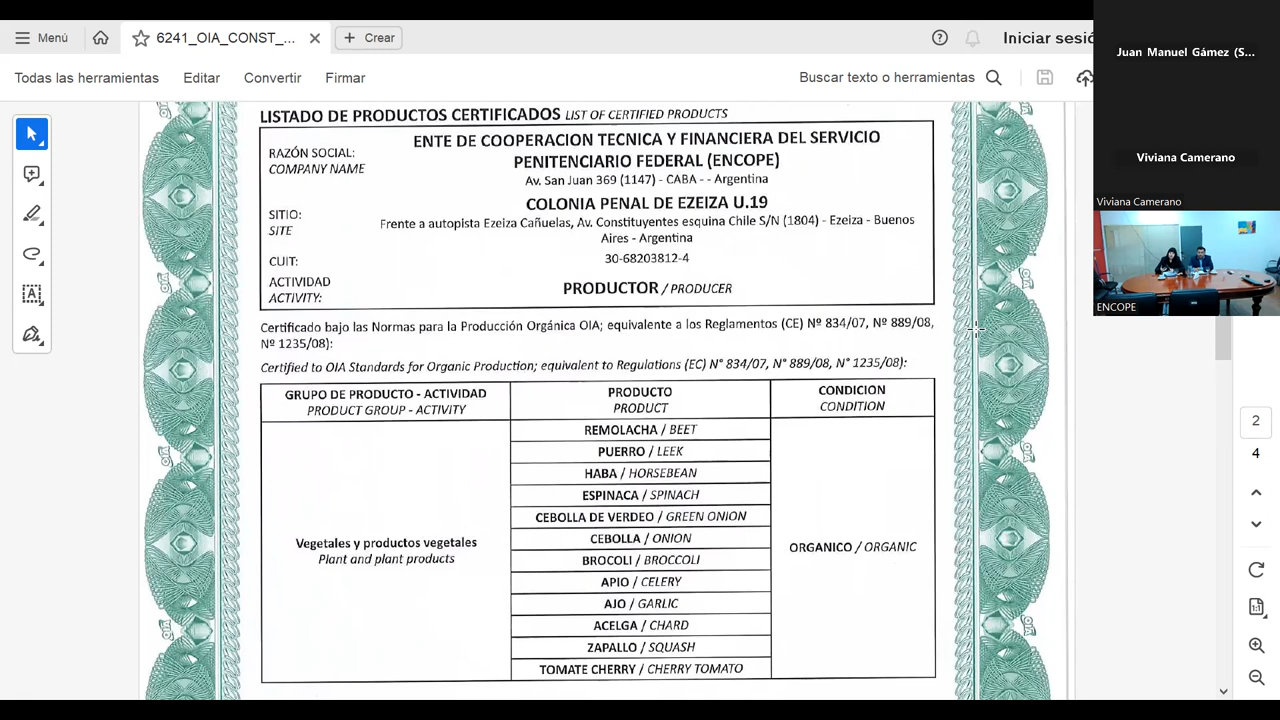 Menú
6241_OIA_CONST_...
Crear
Iniciar sesió
Todas las herramientas
Editar
Convertir
Firmar
Buscar texto o herramientas
Juan Manuel Gámez (S...
Viviana Camerano
Viviana Camerano
ENCOPE
LISTADO DE PRODUCTOS CERTIFICADOS LIST OF CERTIFIED PRODUCTS
RAZÓN SOCIAL:
COMPANY NAME
ENTE DE COOPERACION TECNICA Y FINANCIERA DEL SERVICIO
PENITENCIARIO FEDERAL (ENCOPE)
Av. San Juan 369 (1147) - CABA - - Argentina
SITIO:
SITE
COLONIA PENAL DE EZEIZA U.19
Frente a autopista Ezeiza Cañuelas, Av. Constituyentes esquina Chile S/N (1804) - Ezeiza - Buenos
Aires - Argentina
CUIT:
30-68203812-4
ACTIVIDAD
ACTIVITY:
PRODUCTOR / PRODUCER
Certificado bajo las Normas para la Producción Orgánica OIA; equivalente a los Reglamentos (CE) Nº 834/07, Nº 889/08,
Nº 1235/08):
Certified to OIA Standards for Organic Production; equivalent to Regulations (EC) N° 834/07, N° 889/08, N° 1235/08):
GRUPO DE PRODUCTO - ACTIVIDAD
PRODUCT GROUP - ACTIVITY
PRODUCTO
PRODUCT
CONDICION
CONDITION
Vegetales y productos vegetales
Plant and plant products
REMOLACHA / BEET
PUERRO / LEEK
HABA / HORSEBEAN
ESPINACA / SPINACH
CEBOLLA DE VERDEO / GREEN ONION
CEBOLLA / ONION
BROCOLI / BROCCOLI
APIO / CELERY
AJO / GARLIC
ACELGA / CHARD
ZAPALLO / SQUASH
TOMATE CHERRY / CHERRY TOMATO
ORGANICO / ORGANIC
2
4
1:1